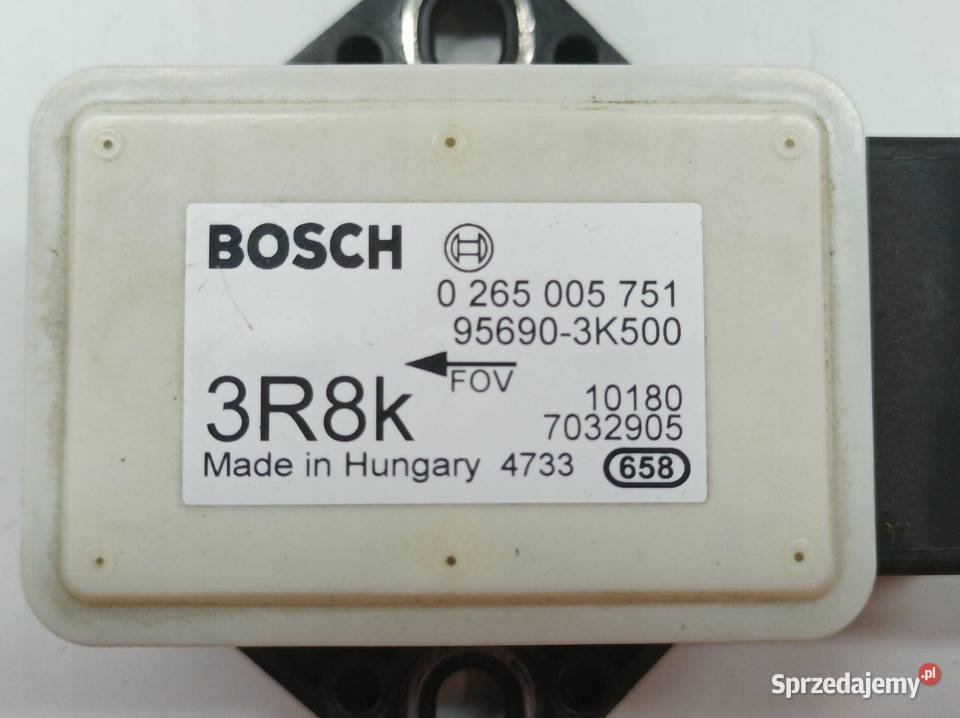 BOSCH
0 265 005 751
95690-3K500
FOV
3R8k
10180
7032905
Made in Hungary 4733 658
Sprzedajemy.pl